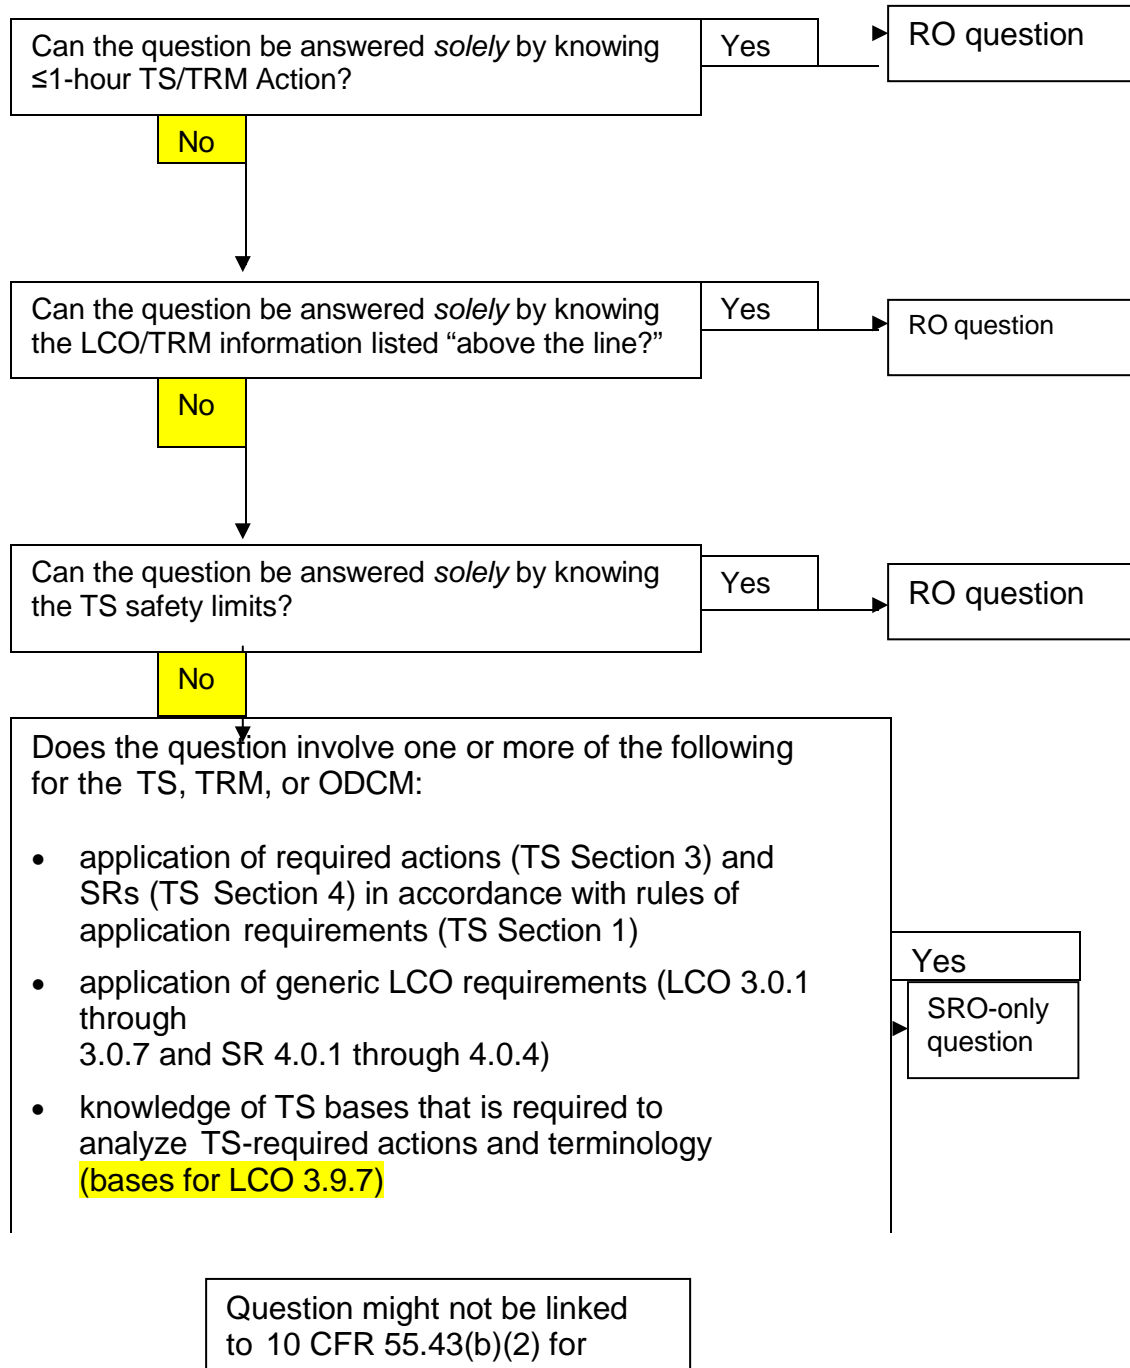 Can the question be answered solely by knowing
≤1-hour TS/TRM Action?
Yes
RO question
No
Can the question be answered solely by knowing
the LCO/TRM information listed “above the line?”
Yes
RO question
No
Can the question be answered solely by knowing
the TS safety limits?
Yes
RO question
No
Does the question involve one or more of the following
for the TS, TRM, or ODCM:
• application of required actions (TS Section 3) and
SRs (TS Section 4) in accordance with rules of
application requirements (TS Section 1)
• application of generic LCO requirements (LCO 3.0.1
through
3.0.7 and SR 4.0.1 through 4.0.4)
• knowledge of TS bases that is required to
analyze TS-required actions and terminology
(bases for LCO 3.9.7)
Yes
SRO-only
question
Question might not be linked
to 10 CFR 55.43(b)(2) for